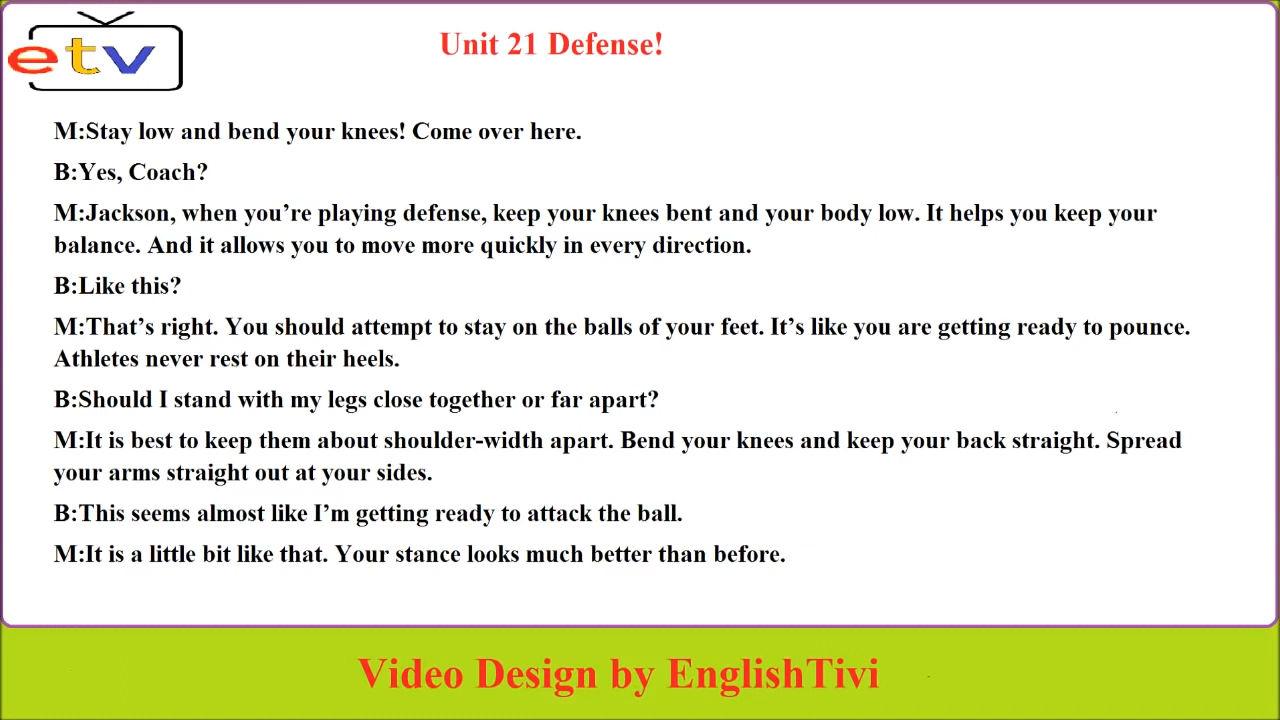 etv
Unit 21 Defense!
M:Stay low and bend your knees! Come over here.
B:Yes, Coach?
M:Jackson, when you’re playing defense, keep your knees bent and your body low. It helps you keep your
balance. And it allows you to move more quickly in every direction.
B:Like this?
M:That’s right. You should attempt to stay on the balls of your feet. It’s like you are getting ready to pounce.
Athletes never rest on their heels.
B:Should I stand with my legs close together or far apart?
M:It is best to keep them about shoulder-width apart. Bend your knees and keep your back straight. Spread
your arms straight out at your sides.
B:This seems almost like I’m getting ready to attack the ball.
M:It is a little bit like that. Your stance looks much better than before.
Video Design by EnglishTivi